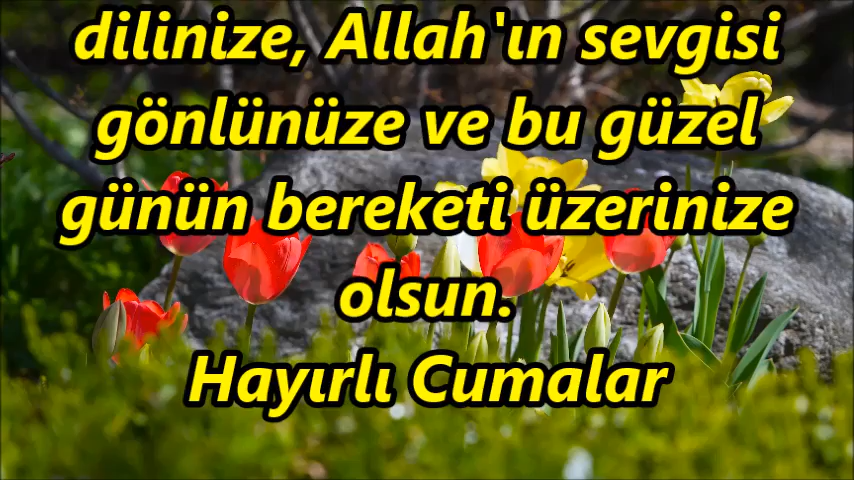 dilinize, Allah'ın sevgisi
gönlünüze ve bu güzel
günün bereketi üzerinize
olsun.
Hayırlı Cumalar